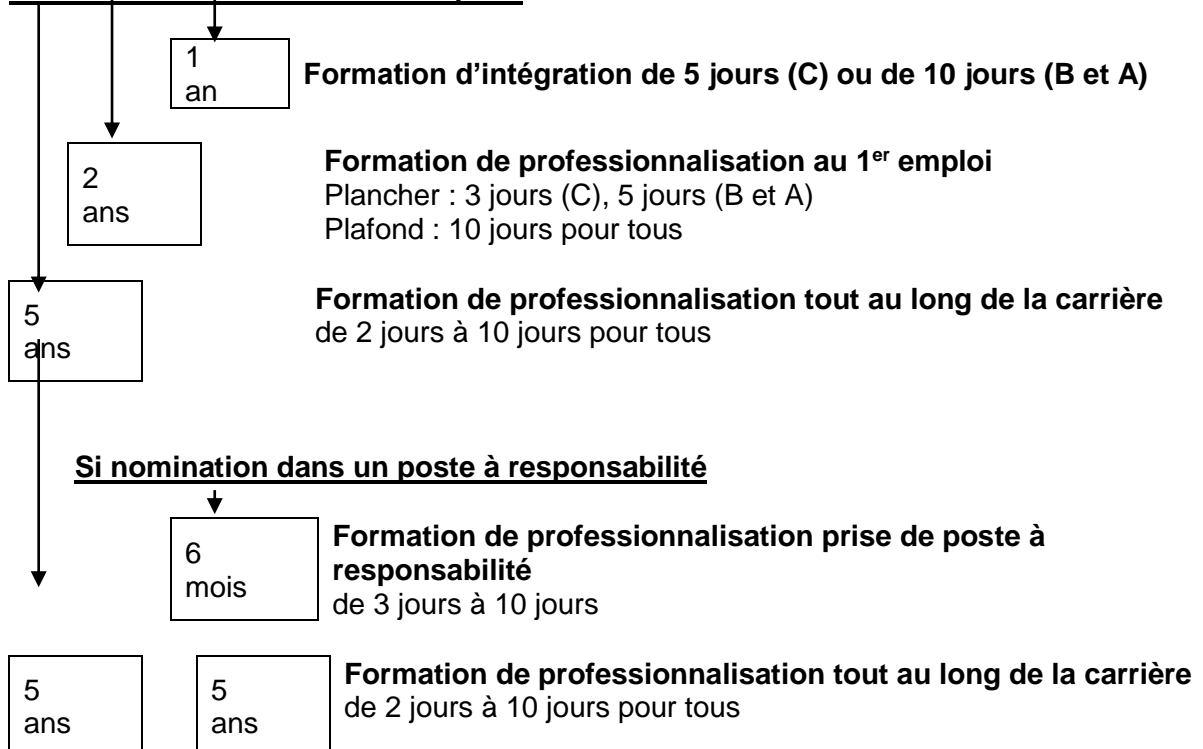 1
an
Formation d’intégration de 5 jours (C) ou de 10 jours (B et A)
2
ans
Formation de professionnalisation au 1er emploi
Plancher : 3 jours (C), 5 jours (B et A)
Plafond : 10 jours pour tous
5
ans
Formation de professionnalisation tout au long de la carrière
de 2 jours à 10 jours pour tous
Si nomination dans un poste à responsabilité
6
mois
Formation de professionnalisation prise de poste à
responsabilité
de 3 jours à 10 jours
5
ans
5
ans
Formation de professionnalisation tout au long de la carrière
de 2 jours à 10 jours pour tous